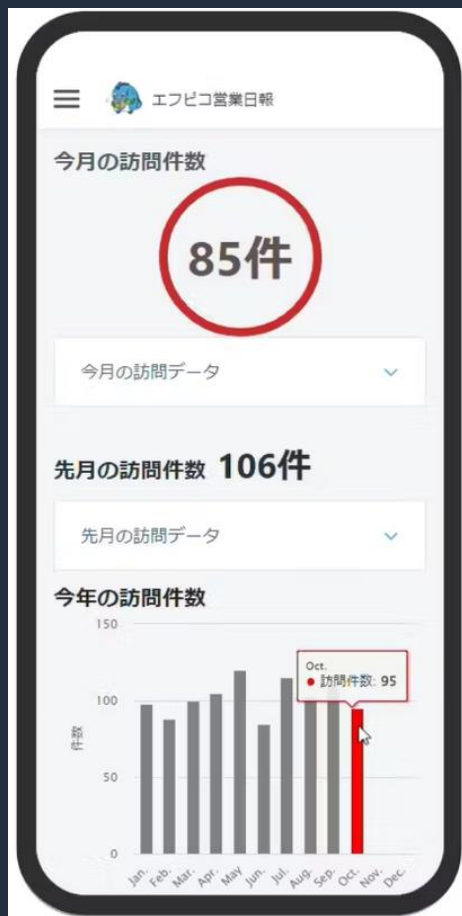 エフピコ営業日報
今月の訪問件数
85件
今月の訪問データ
先月の訪問件数 106件
先月の訪問データ
今年の訪問件数
150
Oct.
● 訪問件数: 95
100
件数
50
0
Jan. Feb. Mar. Apr. May Jun. Jul. Aug. Sep. Oct. Nov. Dec.